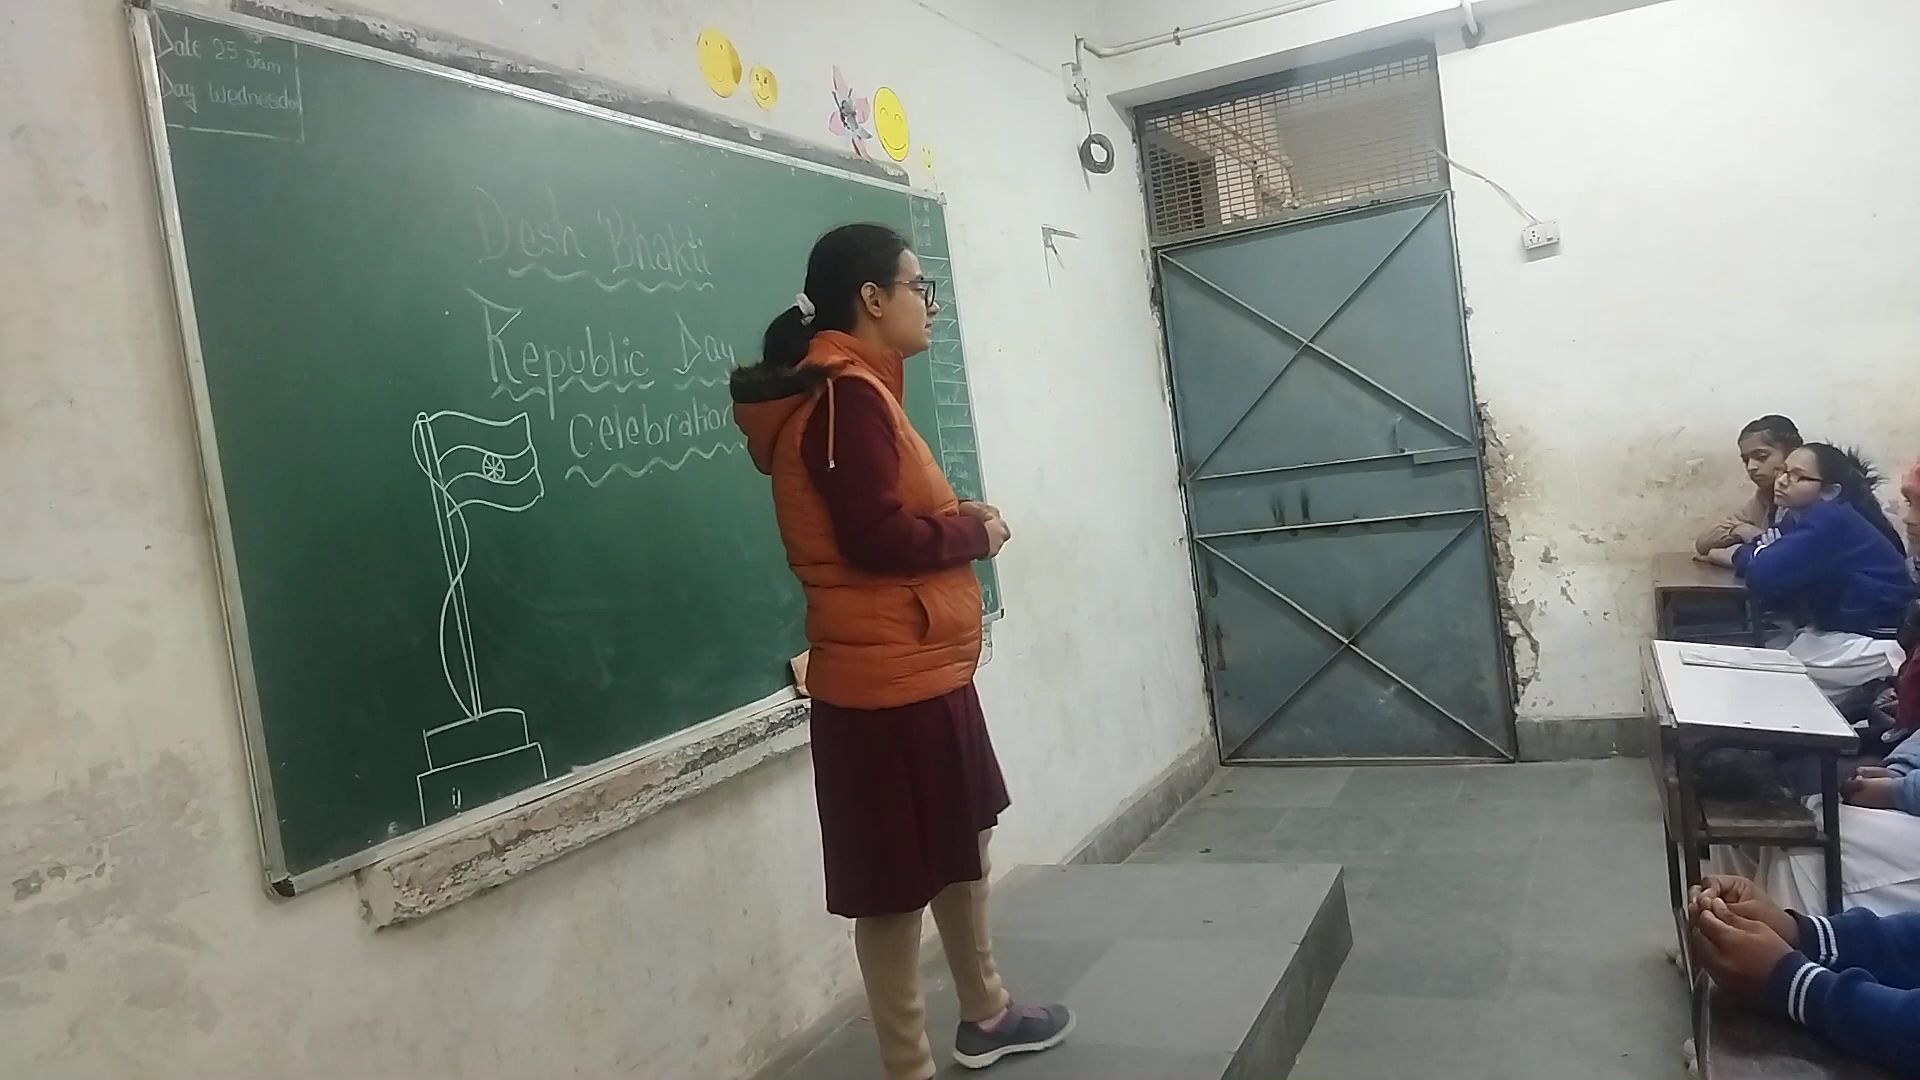 Date 25 Jan
Day Wednesday
Desh Bhakti
Republic Day
Celebration